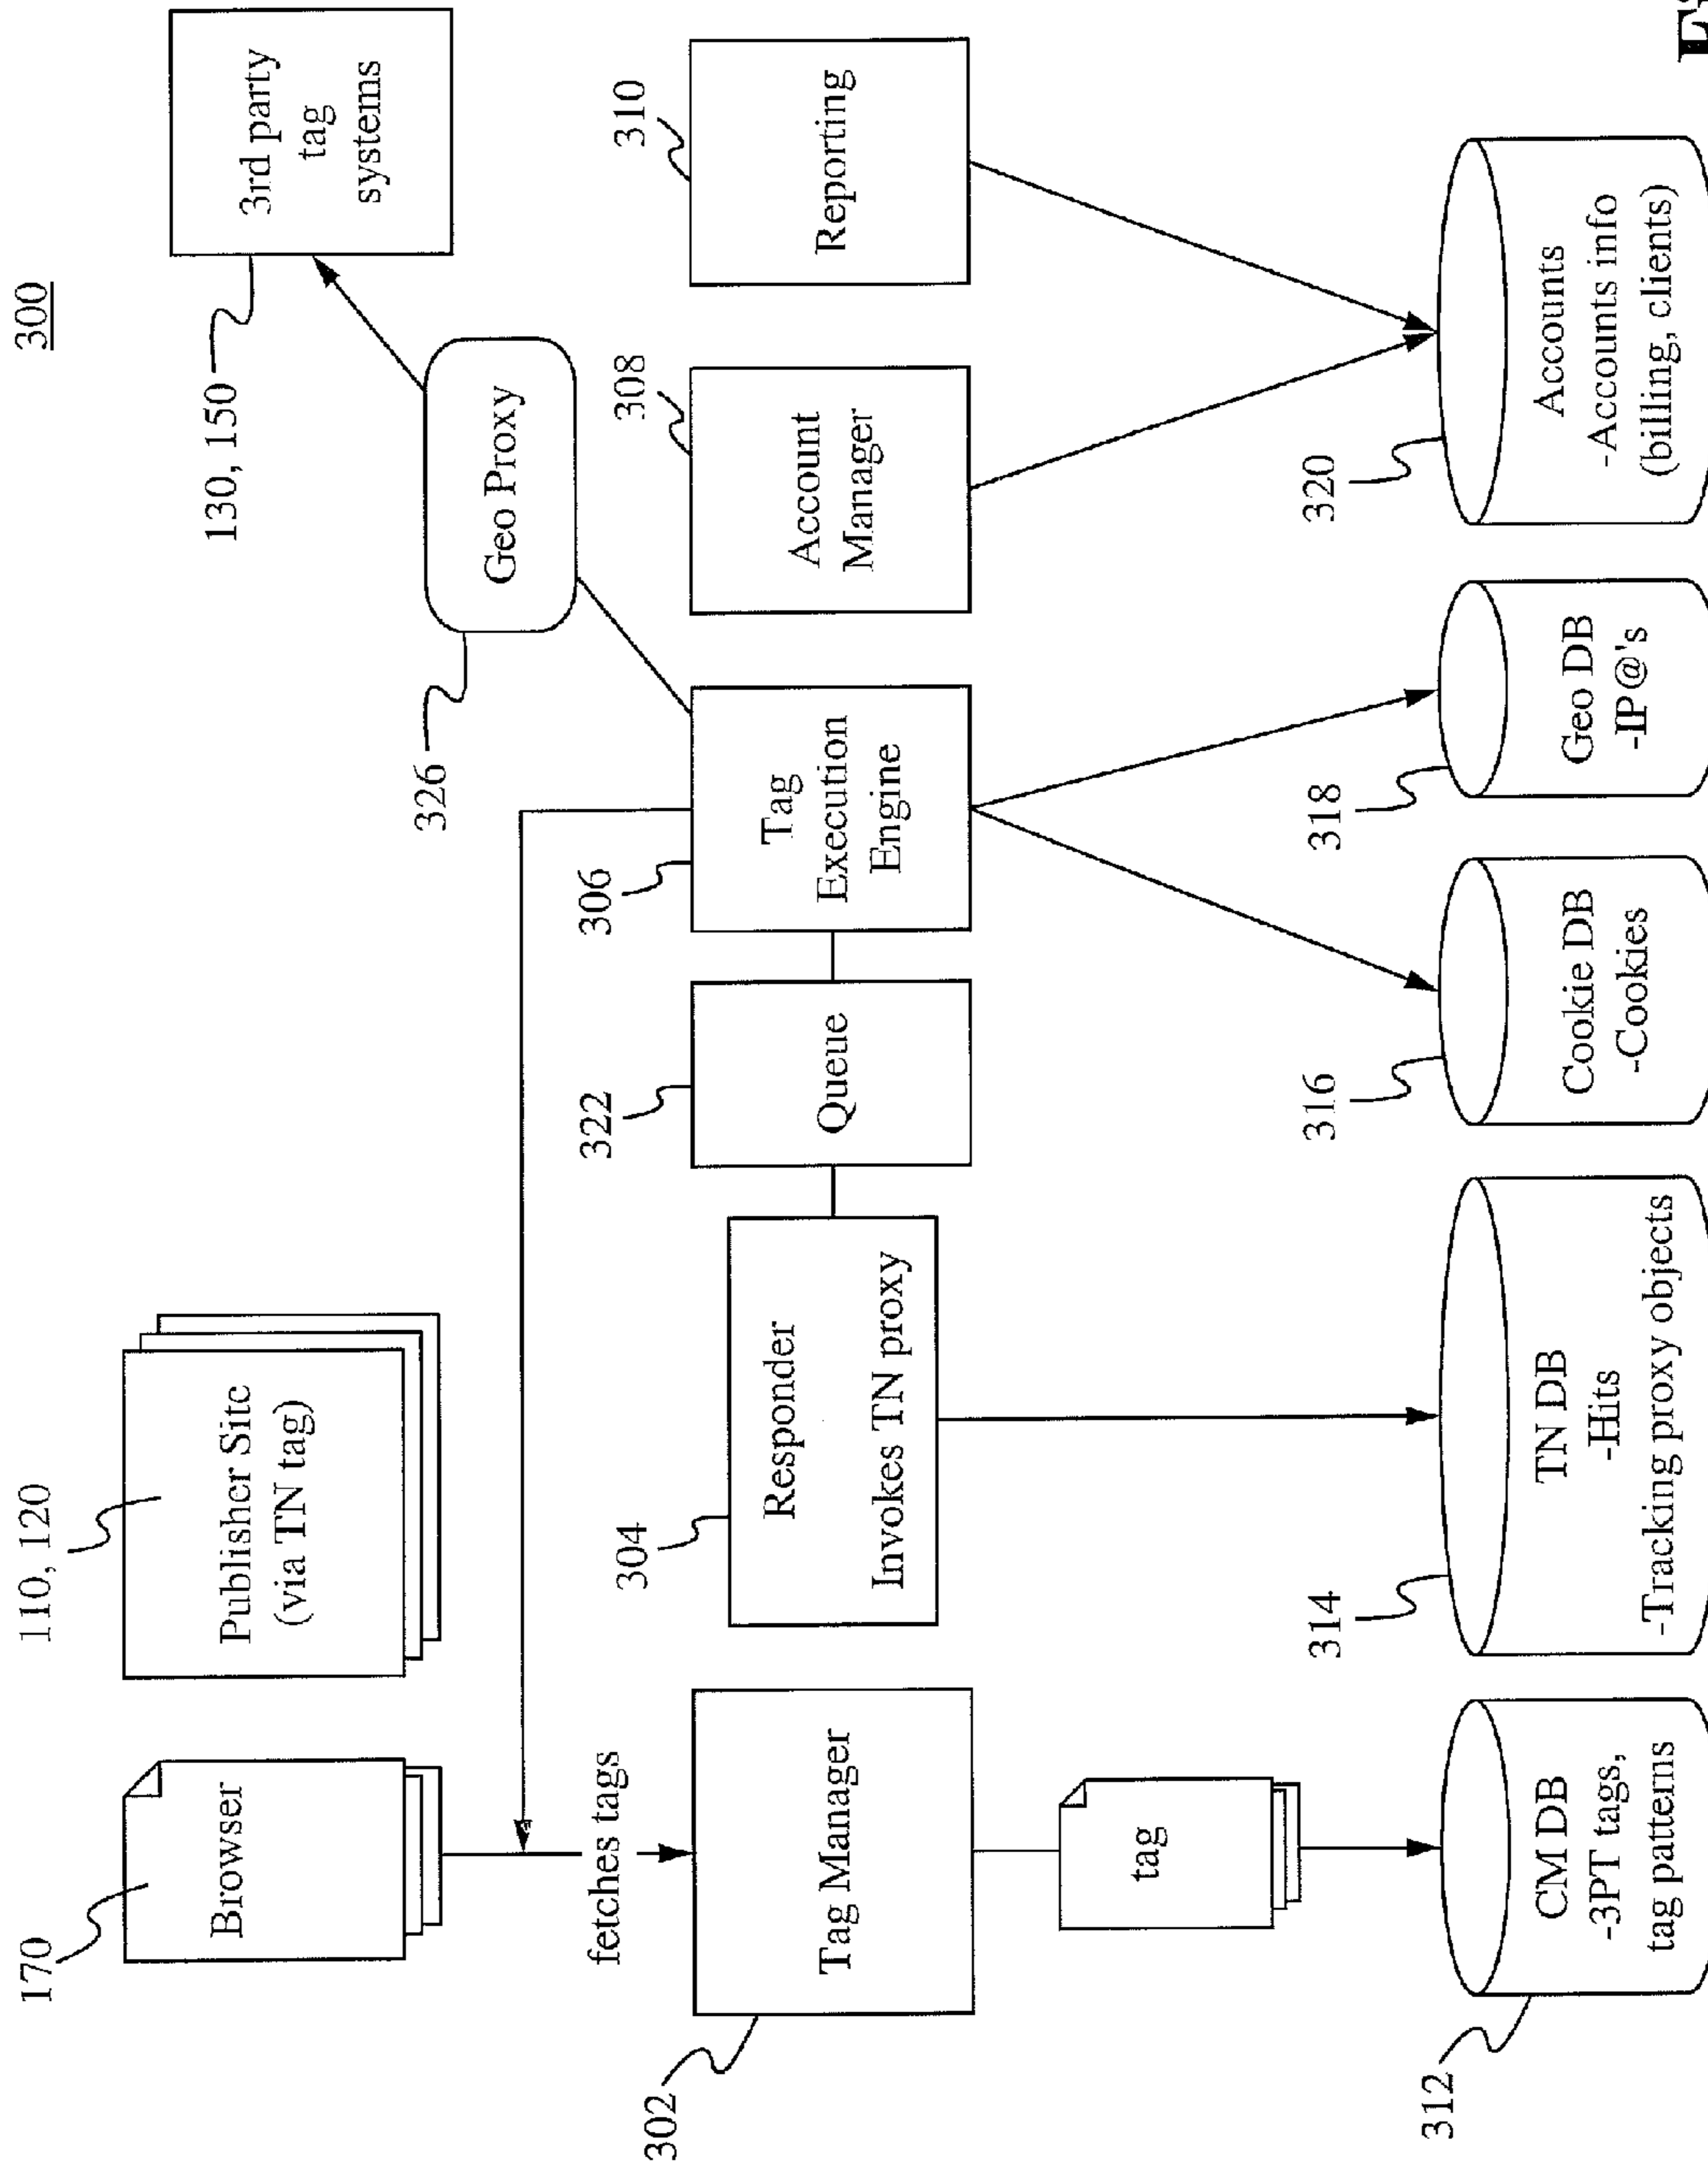 300
170
Browser
110, 120
Publisher Site
(via TN tag)
130, 150
3rd party
tag
systems
326
Geo Proxy
fetches tags
302
Tag Manager
304
Responder
Invokes TN proxy
322
Queue
306
Tag
Execution
Engine
308
Account
Manager
310
Reporting
tag
312
CM DB
-3PT tags,
tag patterns
314
TN DB
-Hits
-Tracking proxy objects
316
Cookie DB
-Cookies
318
Geo DB
-IP@'s
320
Accounts
-Accounts info
(billing, clients)